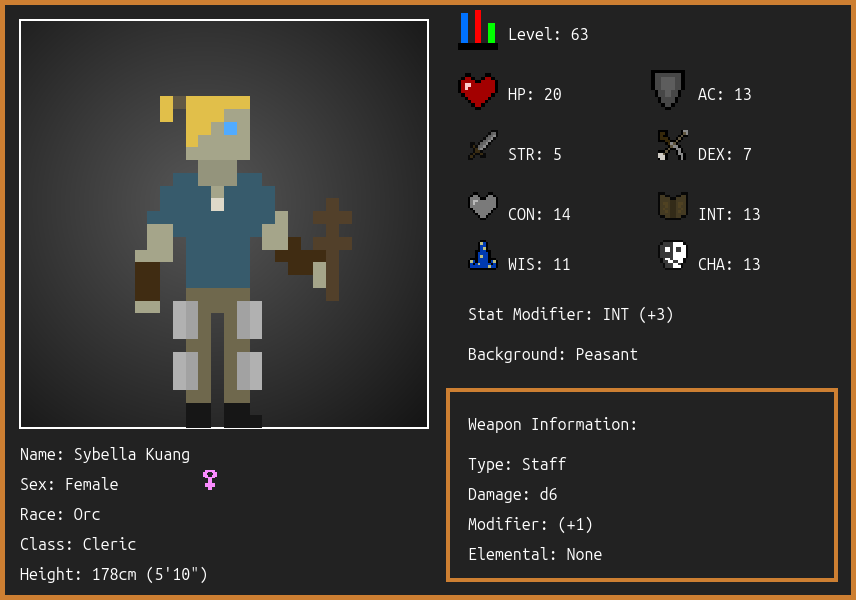 Level: 63
HP: 20
AC: 13
STR: 5
DEX: 7
CON: 14
INT: 13
WIS: 11
CHA: 13
Stat Modifier: INT (+3)
Background: Peasant
Weapon Information:
Type: Staff
Damage: d6
Modifier: (+1)
Elemental: None
Name: Sybella Kuang
Sex: Female
Race: Orc
Class: Cleric
Height: 178cm (5'10")